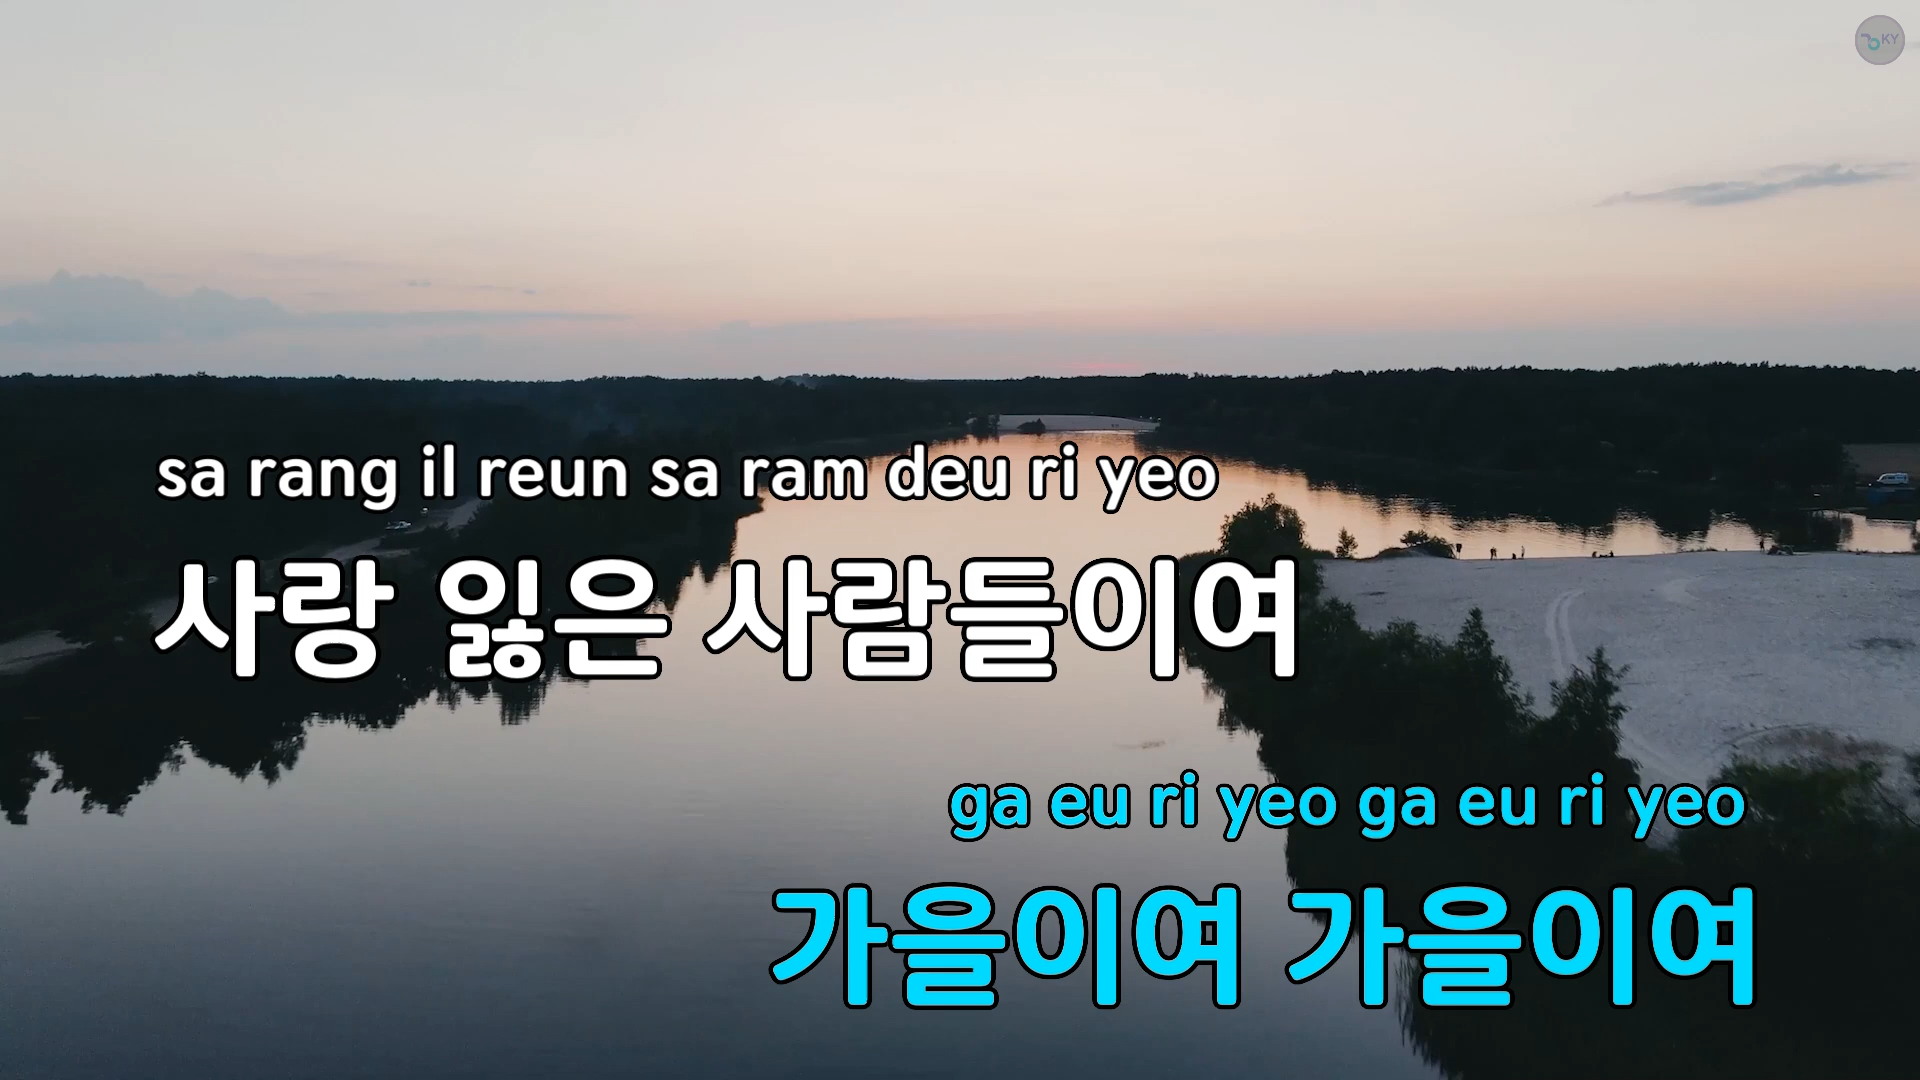 KY
sa rang il reun sa ram deu ri yeo
사랑 잃은 사람들이여
ga eu ri yeo ga eu ri yeo
가을이여 가을이여